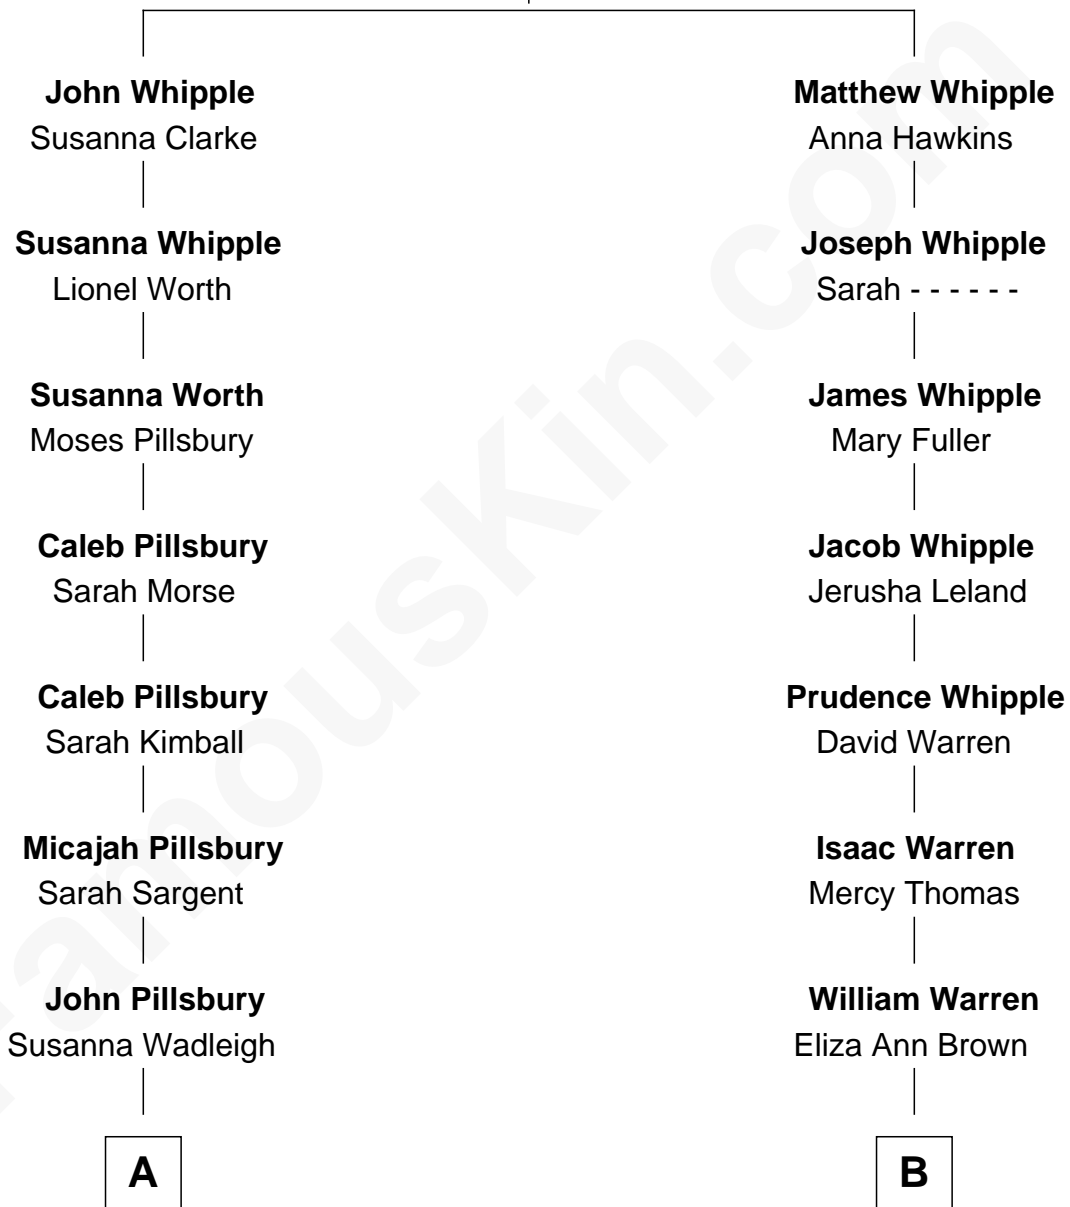 John Whipple
Susanna Clarke
Susanna Whipple
Lionel Worth
Susanna Worth
Moses Pillsbury
Caleb Pillsbury
Sarah Morse
Caleb Pillsbury
Sarah Kimball
Micajah Pillsbury
Sarah Sargent
John Pillsbury
Susanna Wadleigh
A
Matthew Whipple
Anna Hawkins
Joseph Whipple
Sarah - - - - - -
James Whipple
Mary Fuller
Jacob Whipple
Jerusha Leland
Prudence Whipple
David Warren
Isaac Warren
Mercy Thomas
William Warren
Eliza Ann Brown
B
FamousKin.com